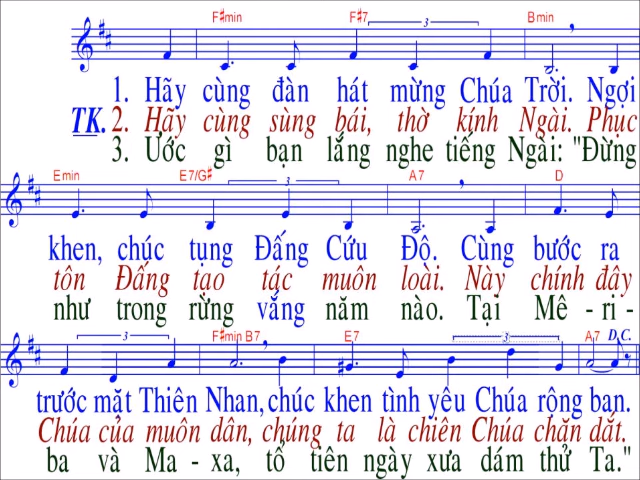 F♯min F♯7 3 Bmin
1. Hãy cùng đàn hát mừng Chúa Trời. Ngợi
TK. 2. Hãy cùng sùng bái, thờ kính Ngài. Phục
3. Ước gì bạn lắng nghe tiếng Ngài: "Đừng
Emin E7/G♯ 3 A7 D
khen, chúc tụng Đấng Cứu Độ. Cùng bước ra
tôn Đấng tạo tác muôn loài. Này chính đây
như trong rừng vắng năm nào. Tại Mê - ri -
3 F♯min B7 E7 3 A7 D.C.
trước mặt Thiên Nhan, chúc khen tình yêu Chúa rộng ban.
Chúa của muôn dân, chúng ta là chiên Chúa chăn dắt.
ba và Ma - xa, tổ tiên ngày xưa dám thử Ta."